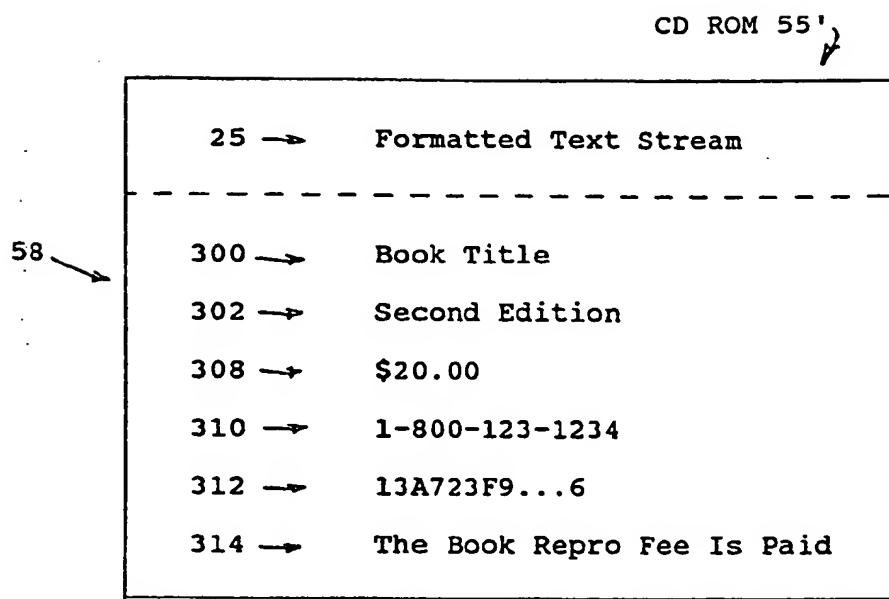 CD ROM 55'
25 → Formatted Text Stream
58
300 → Book Title
302 → Second Edition
308 → $20.00
310 → 1-800-123-1234
312 → 13A723F9...6
314 → The Book Repro Fee Is Paid